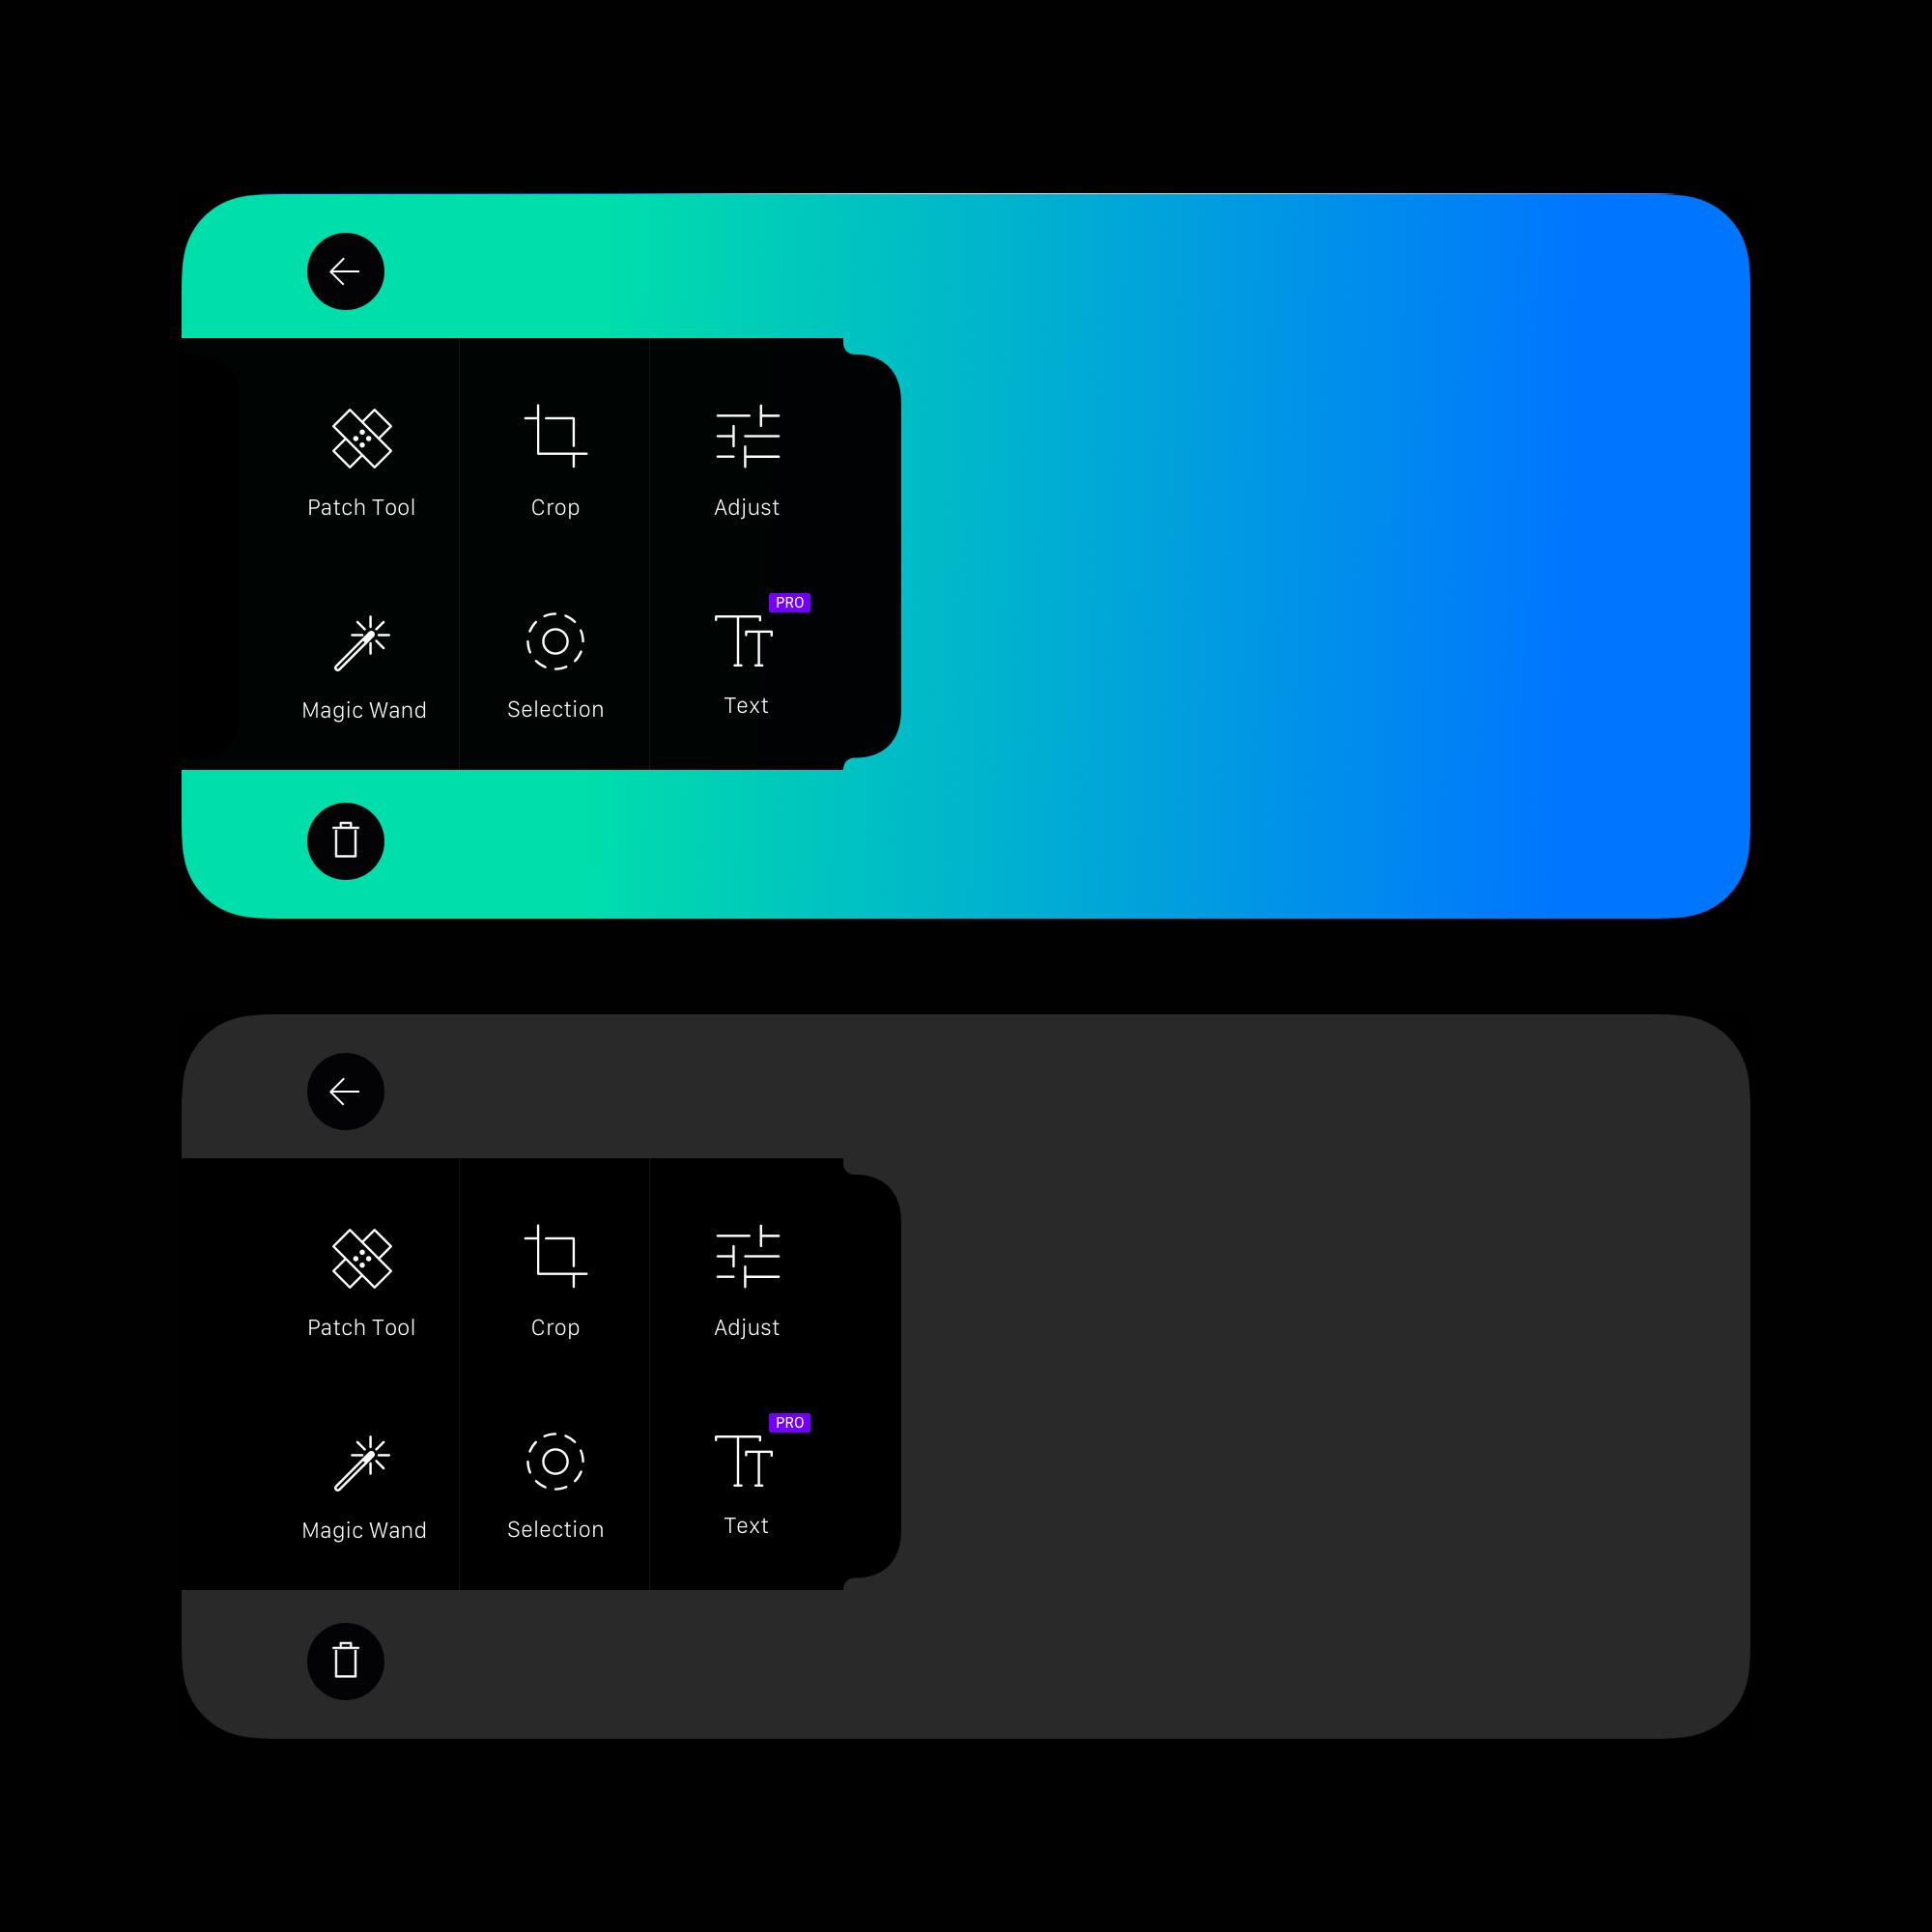 Patch Tool
Crop
Adjust
PRO
Magic Wand
Selection
Text
Patch Tool
Crop
Adjust
PRO
Magic Wand
Selection
Text